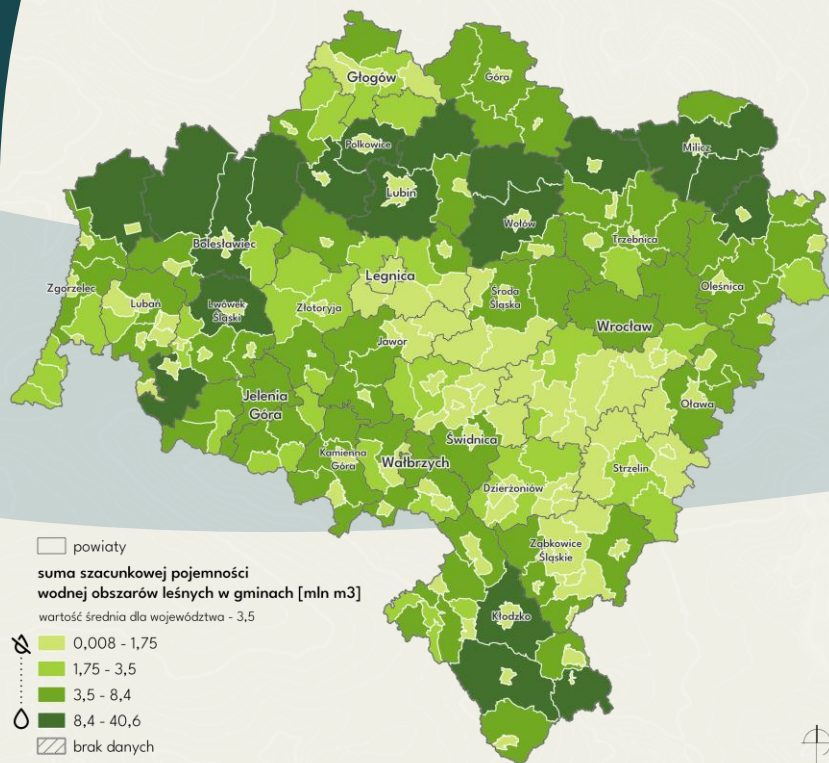 Głogów
Góra
Polkowice
Milicz
Lubin
Wołów
Trzebnica
Bolesławiec
Legnica
Zgorzelec
Lubań
Lwówek
Śląski
Złotoryja
Środa
Śląska
Oleśnica
Wrocław
Jawor
Jelenia
Góra
Oława
Świdnica
Kamienna
Góra
Wałbrzych
Strzelin
Dzierżoniów
Ząbkowice
Śląskie
Kłodzko
powiaty
suma szacunkowej pojemności
wodnej obszarów leśnych w gminach [mln m3]
wartość średnia dla województwa - 3,5
0,008 - 1,75
1,75 - 3,5
3,5 - 8,4
8,4 - 40,6
brak danych